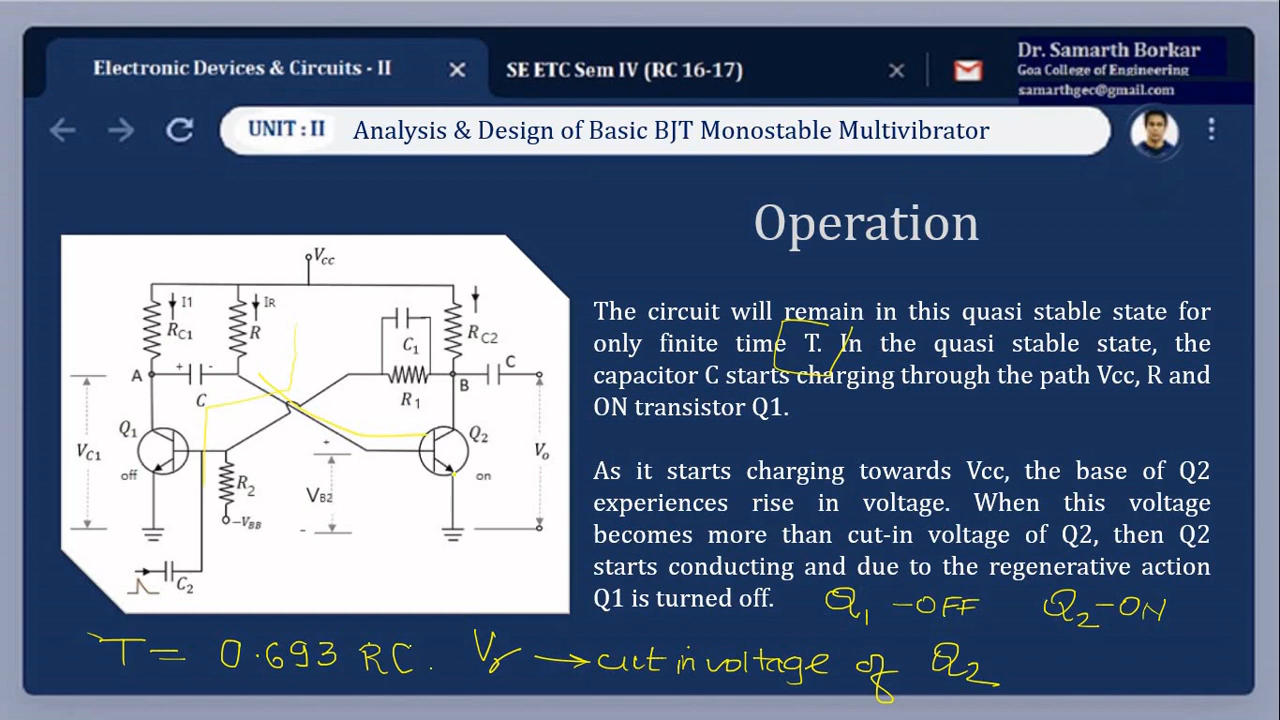 Electronic Devices & Circuits - II
SE ETC Sem IV (RC 16-17)
Dr. Samarth Borkar
Goa College of Engineering
samarthgec@gmail.com
UNIT : II Analysis & Design of Basic BJT Monostable Multivibrator
Operation
The circuit will remain in this quasi stable state for
only finite time T. In the quasi stable state, the
capacitor C starts charging through the path Vcc, R and
ON transistor Q1.
As it starts charging towards Vcc, the base of Q2
experiences rise in voltage. When this voltage
becomes more than cut-in voltage of Q2, then Q2
starts conducting and due to the regenerative action
Q1 is turned off.
Vcc
I1
IR
RC1
R
C1
RC2
A
+
-
C
R1
B
C
Q1
Q2
VC1
off
R2
+
VB2
-
on
Vo
-VBB
C2
Q1 -OFF Q2-ON
T = 0.693 RC. Vγ → cut in voltage of Q2